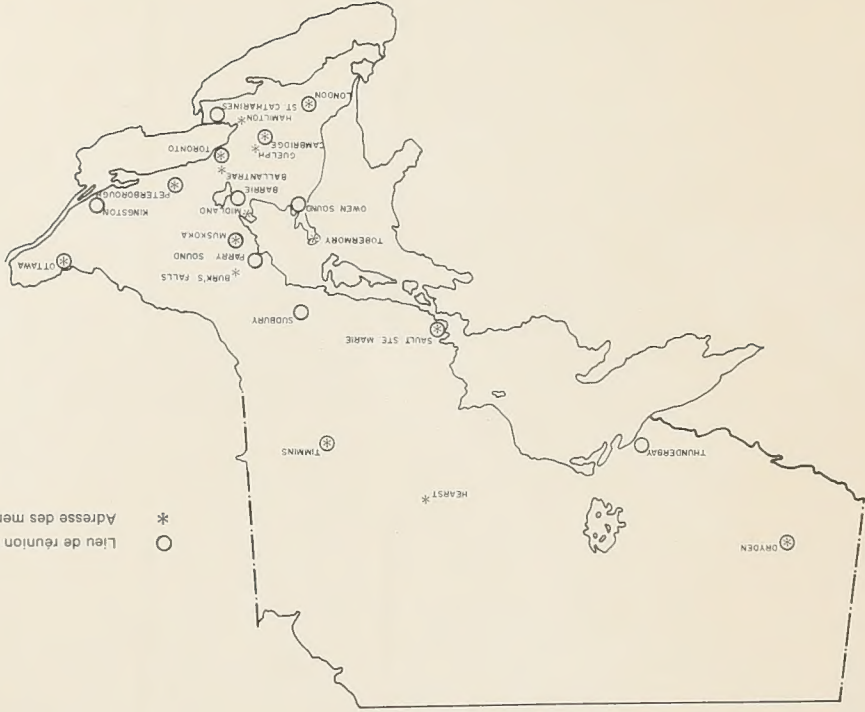 Lieu de réunion
Adresse des
DRYDEN
HEARST
THUNDERBAY
TIMMINS
SAULT STE MARIE
SUDBURY
BURK'S FALLS
OTTAWA
PARRY SOUND
TOBERMORY
MUSKOKA
MIDLAND
KINGSTON
OWEN SOUND
PETERBOROUGH
BARRIE
BALLANTRAE
GUELPH
TORONTO
CAMBRIDGE
HAMILTON
ST CATHARINES
LONDON